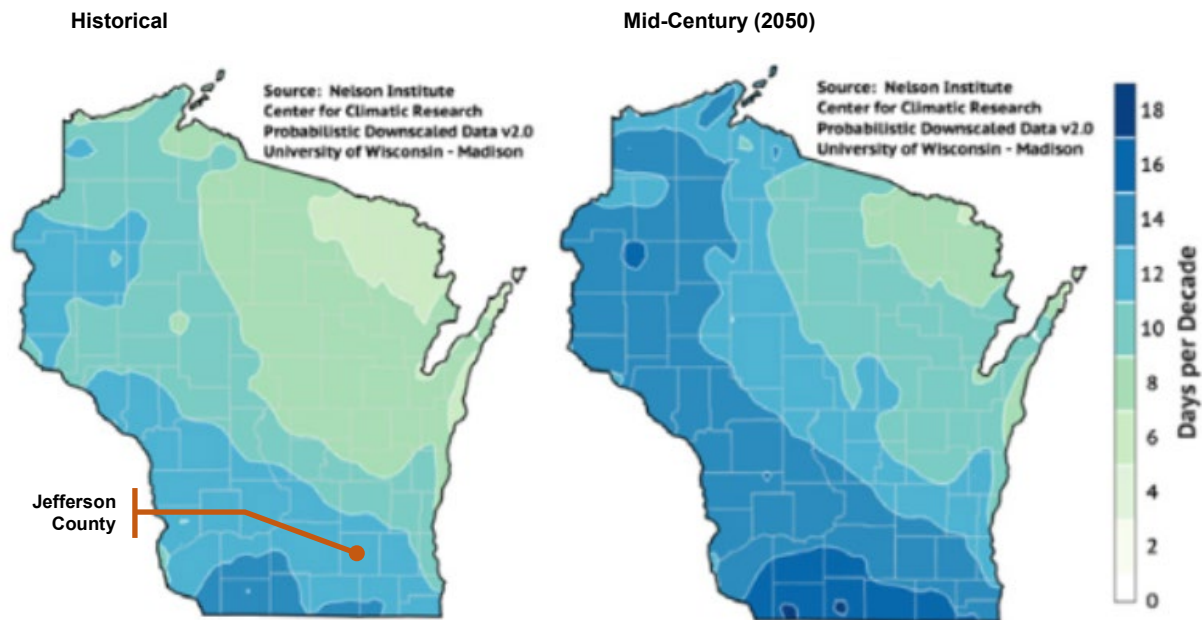 Historical
Mid-Century (2050)
Source: Nelson Institute
Center for Climatic Research
Probabilistic Downscaled Data v2.0
University of Wisconsin - Madison
Source: Nelson Institute
Center for Climatic Research
Probabilistic Downscaled Data v2.0
University of Wisconsin - Madison
Jefferson
County
18
16
14
12
10
8
6
4
2
0
Days per Decade